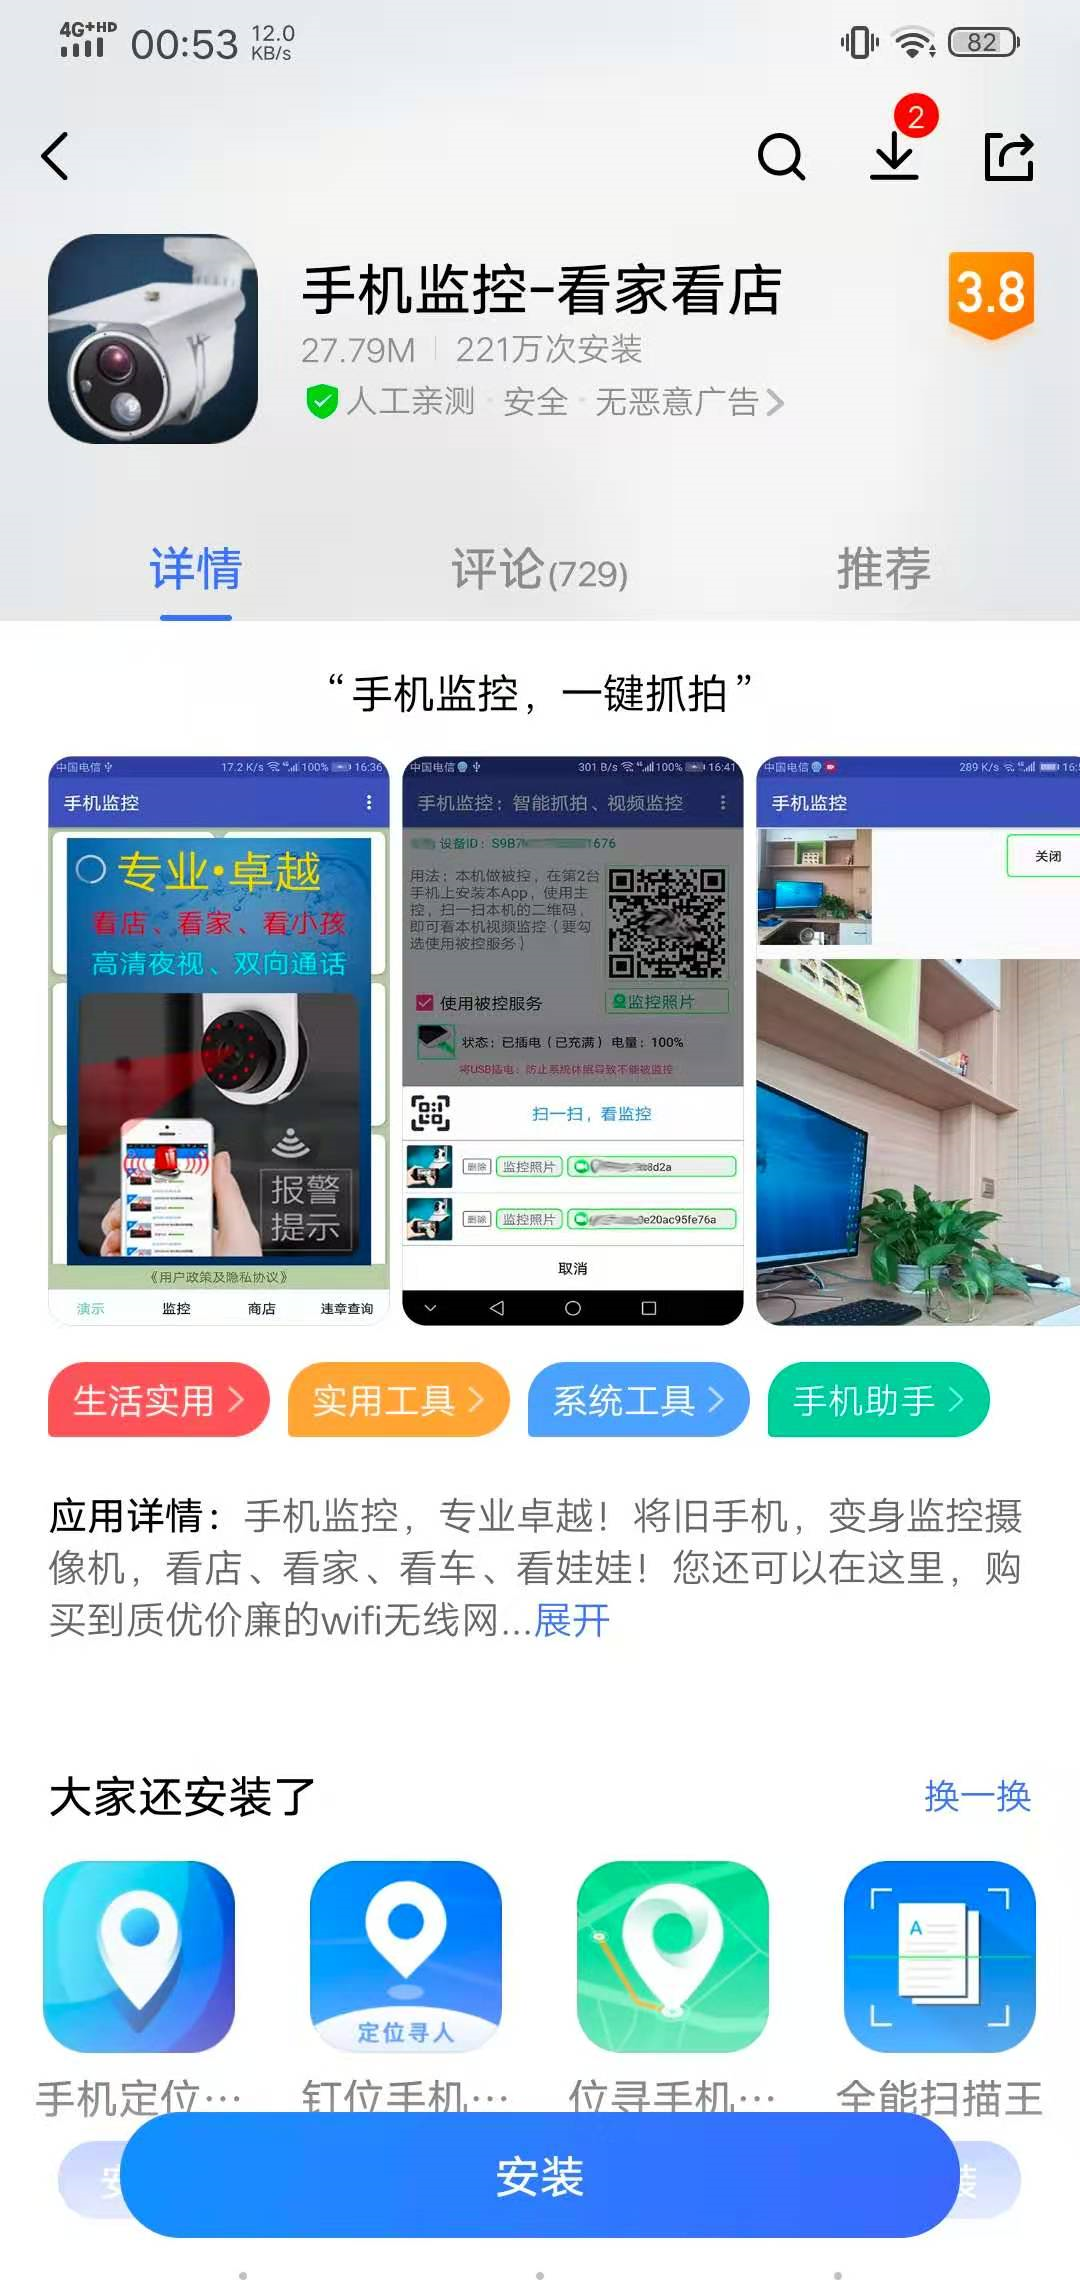 4G+HD 00:53 12.0 KB/s 82
2
手机监控-看家看店
3.8
27.79M 221万次安装
人工亲测·安全·无恶意广告
详情 评论(729) 推荐
“手机监控，一键抓拍”
中国电信 17.2 K/s 100% 16:36
手机监控
专业·卓越
看店、看家、看小孩
高清夜视、双向通话
报警
提示
《用户政策及隐私协议》
演示 监控 商店 违章查询
中国电信 301 B/s 100% 16:41
手机监控：智能抓拍、视频监控
设备ID：S9B7 1676
用法：本机做被控，在第2台
手机上安装本App，使用主
控，扫一扫本机的二维码，
即可看本机视频监控（要勾
选使用被控服务）
使用被控服务 监控照片
状态：已插电（已充满）电量：100%
将USB插电：防止系统休眠导致不能被监控
扫一扫，看监控
删除 监控照片 8d2a
删除 监控照片 0e20ac95fe76a
取消
中国电信 289 K/s 16:5
手机监控
关闭
生活实用 实用工具 系统工具 手机助手
应用详情：手机监控，专业卓越！将旧手机，变身监控摄
像机，看店、看家、看车、看娃娃！您还可以在这里，购
买到质优价廉的wifi无线网...展开
大家还安装了 换一换
定位寻人
A
手机定位… 钉位手机… 位寻手机… 全能扫描王
安装